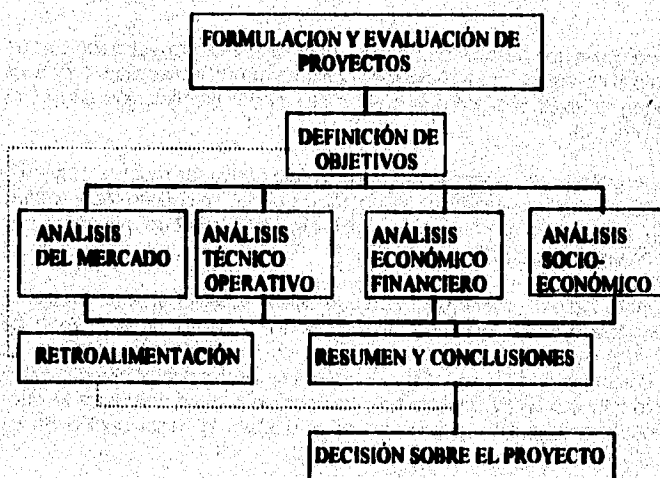 FORMULACION Y EVALUACIÓN DE
PROYECTOS
DEFINICIÓN DE
OBJETIVOS
ANÁLISIS
DEL MERCADO
ANÁLISIS
TÉCNICO
OPERATIVO
ANÁLISIS
ECONÓMICO
FINANCIERO
ANÁLISIS
SOCIO-
ECONÓMICO
RETROALIMENTACIÓN
RESUMEN Y CONCLUSIONES
DECISIÓN SOBRE EL PROYECTO